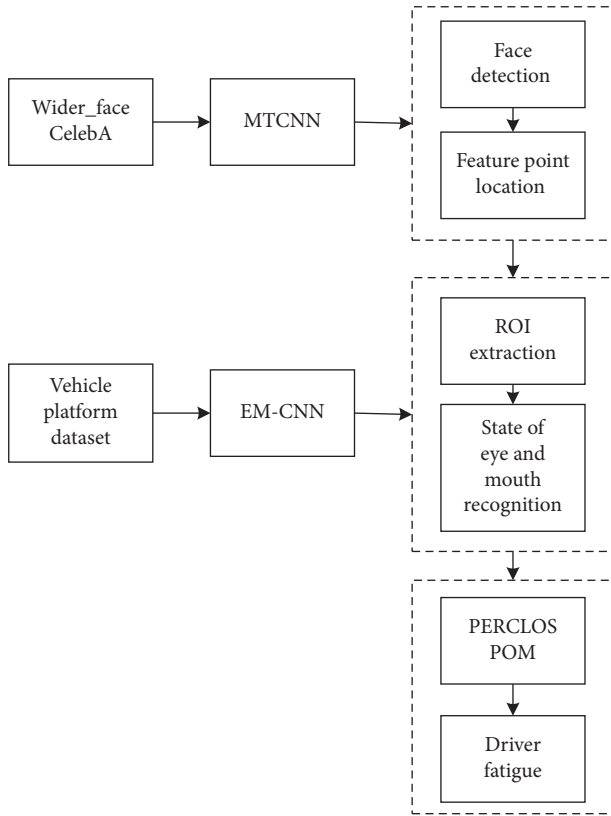 Wider_face
CelebA
MTCNN
Face
detection
Feature point
location
Vehicle
platform
dataset
EM-CNN
ROI
extraction
State of
eye and
mouth
recognition
PERCLOS
POM
Driver
fatigue